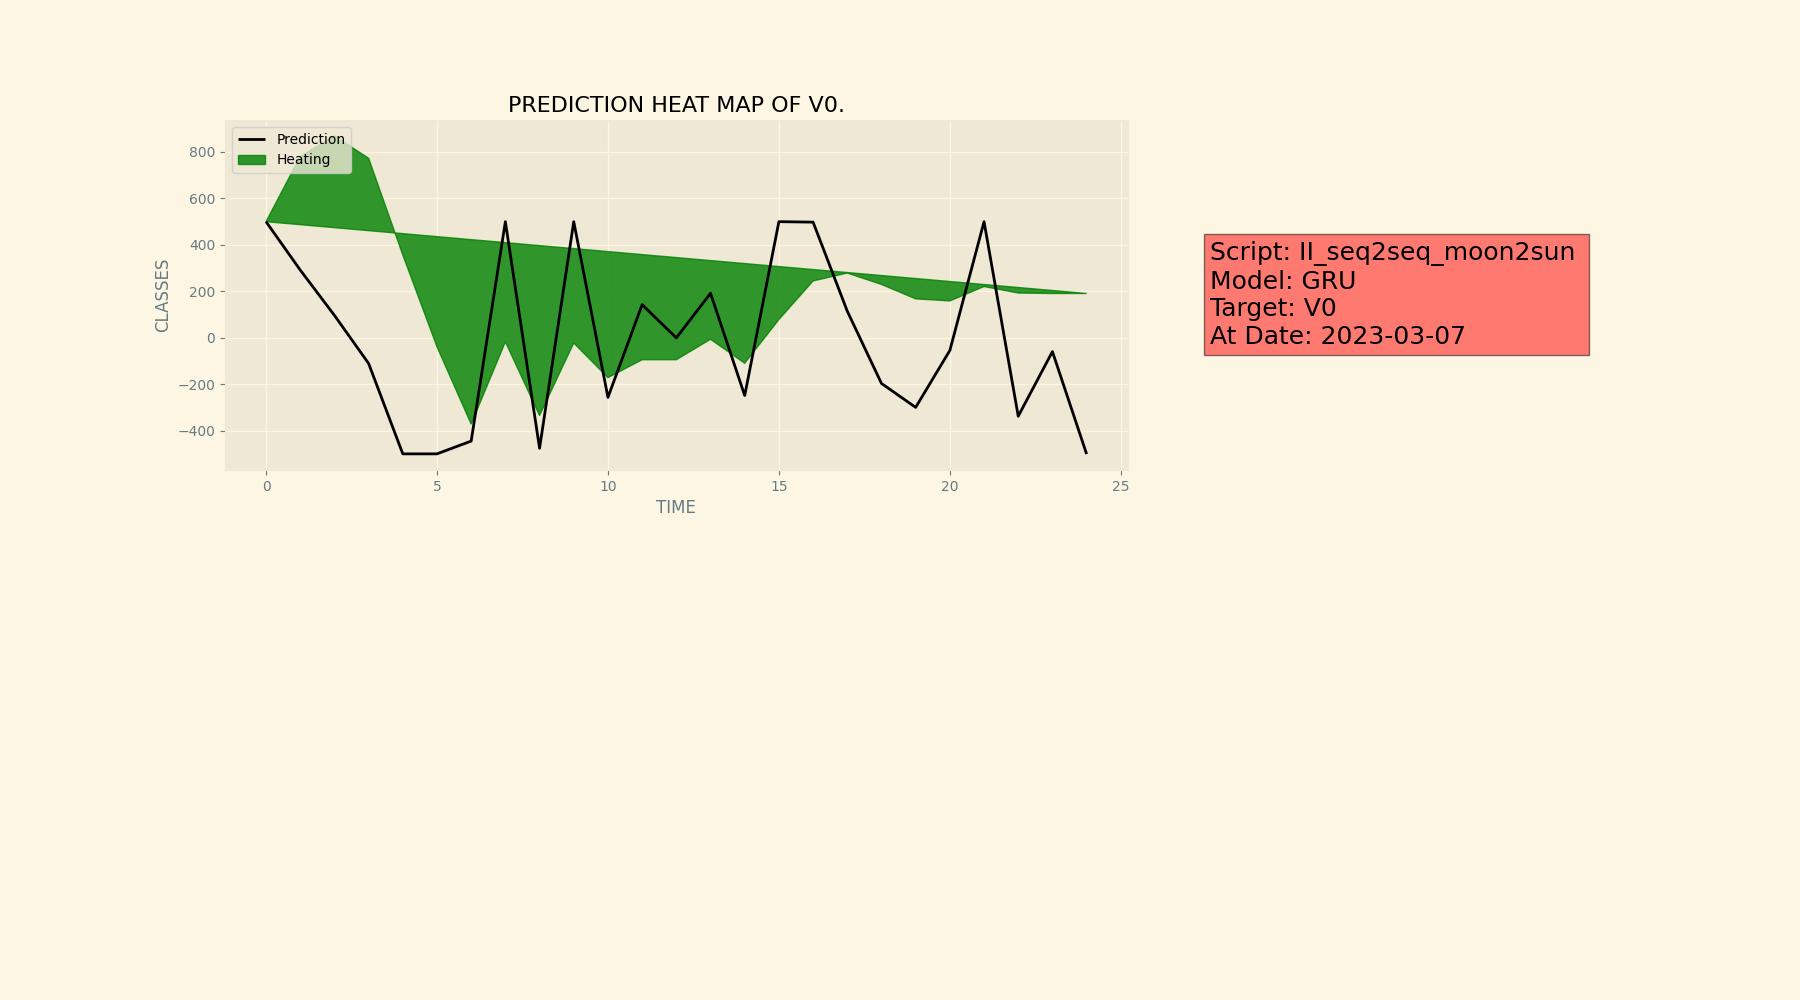 PREDICTION HEAT MAP OF V0.
Prediction
Heating
800
600
400
200
0
−200
−400
CLASSES
0 5 10 15 20 25
TIME
Script: II_seq2seq_moon2sun
Model: GRU
Target: V0
At Date: 2023-03-07